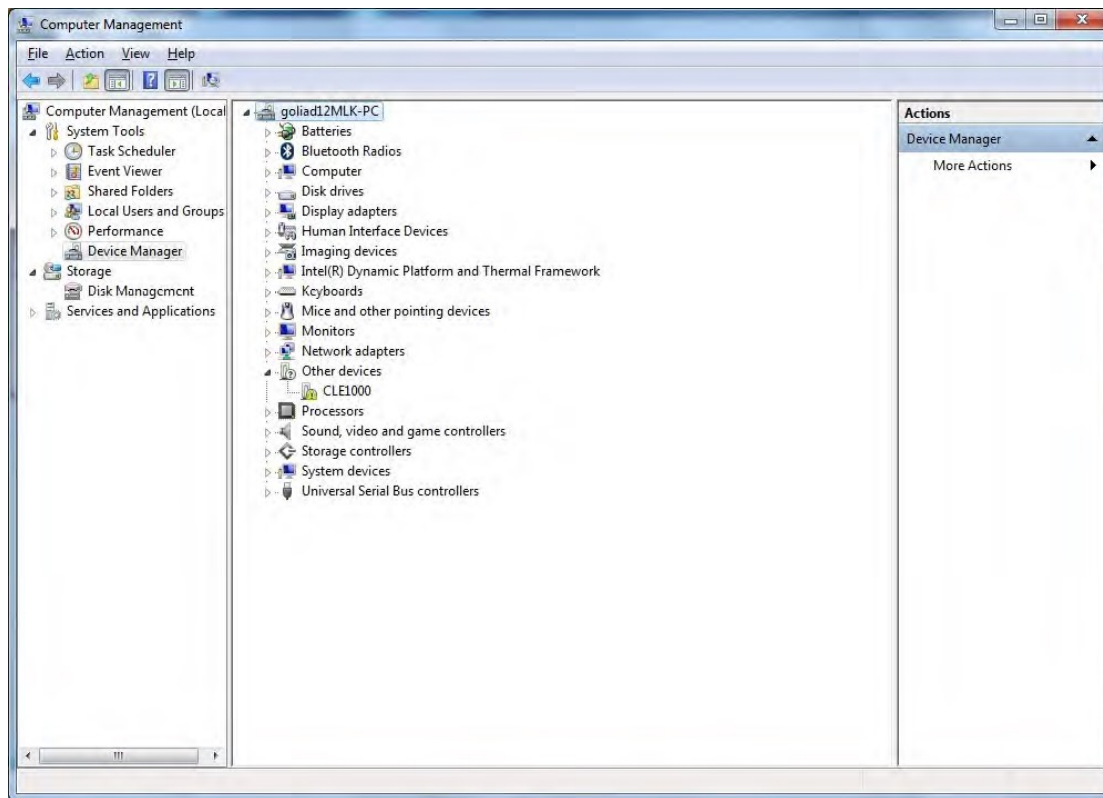 Computer Management
File Action View Help
Computer Management (Local
System Tools
Task Scheduler
Event Viewer
Shared Folders
Local Users and Groups
Performance
Device Manager
Storage
Disk Management
Services and Applications
goliad12MLK-PC
Batteries
Bluetooth Radios
Computer
Disk drives
Display adapters
Human Interface Devices
Imaging devices
Intel(R) Dynamic Platform and Thermal Framework
Keyboards
Mice and other pointing devices
Monitors
Network adapters
Other devices
CLE1000
Processors
Sound, video and game controllers
Storage controllers
System devices
Universal Serial Bus controllers
Actions
Device Manager
More Actions